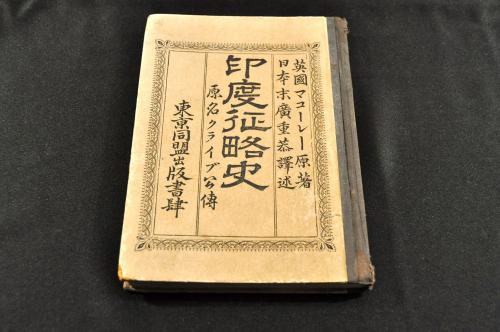 英國マコーレー原著
日本末廣重恭譯述
印度征略史
原名クライブ公傳
東京同盟出版書肆